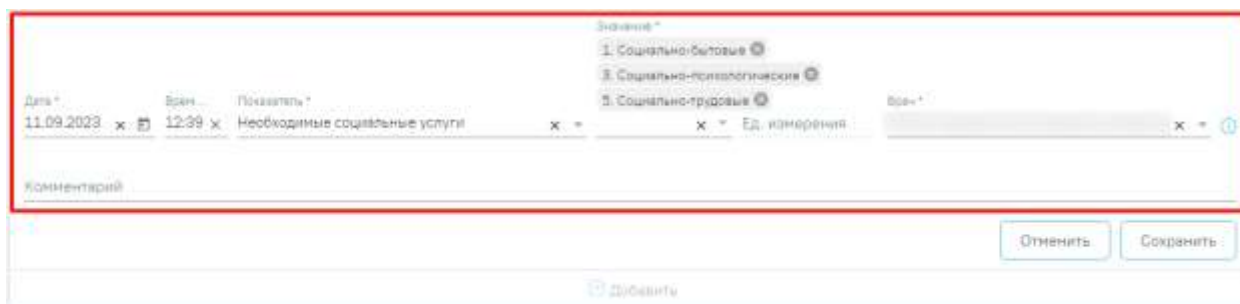 Значение *
1. Социально-бытовые
3. Социально-психологические
5. Социально-трудовые
Дата * Врем... Показатель * Врач *
11.09.2023 12:39 Необходимые социальные услуги Ед. измерения
Комментарий
Отменить Сохранить
Добавить